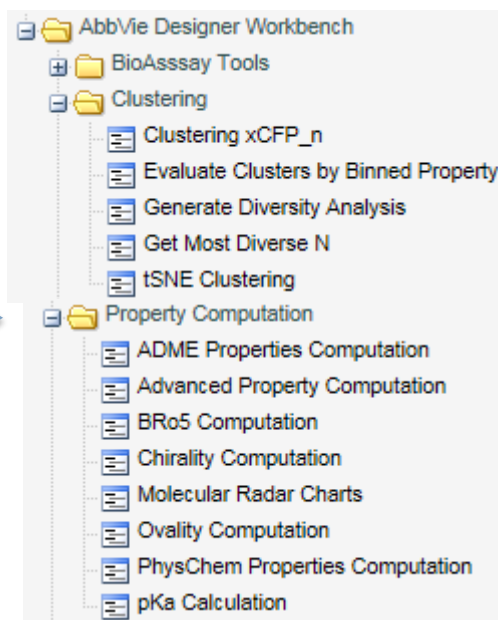 AbbVie Designer Workbench
BioAsssay Tools
Clustering
Clustering xCFP_n
Evaluate Clusters by Binned Property
Generate Diversity Analysis
Get Most Diverse N
tSNE Clustering
Property Computation
ADME Properties Computation
Advanced Property Computation
BRo5 Computation
Chirality Computation
Molecular Radar Charts
Ovality Computation
PhysChem Properties Computation
pKa Calculation